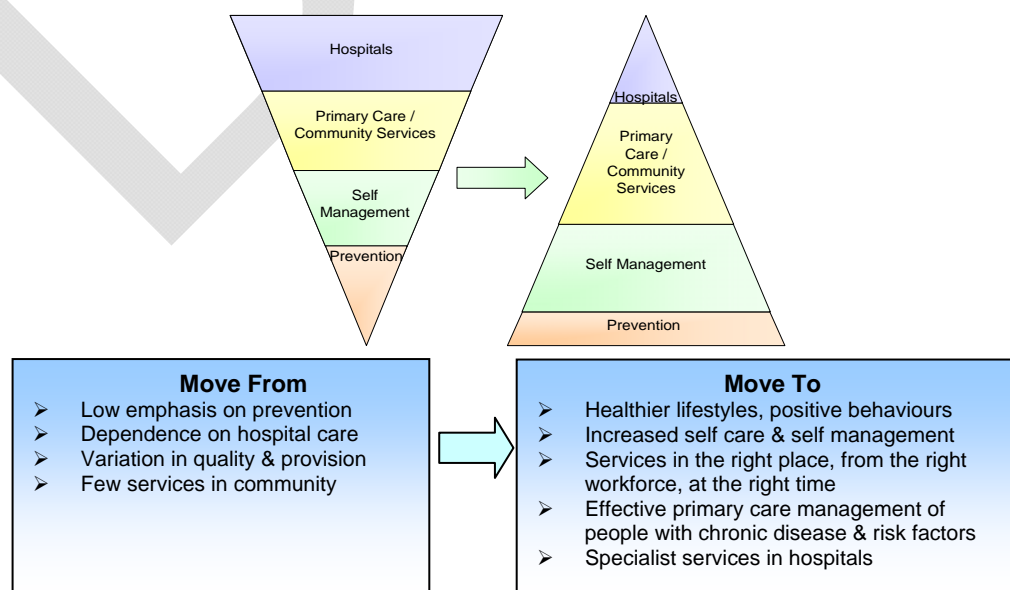 Hospitals
Primary Care /
Community Services
Self
Management
Prevention
Hospitals
Primary
Care /
Community
Services
Self Management
Prevention
Move From
➢ Low emphasis on prevention
➢ Dependence on hospital care
➢ Variation in quality & provision
➢ Few services in community
Move To
➢ Healthier lifestyles, positive behaviours
➢ Increased self care & self management
➢ Services in the right place, from the right
workforce, at the right time
➢ Effective primary care management of
people with chronic disease & risk factors
➢ Specialist services in hospitals